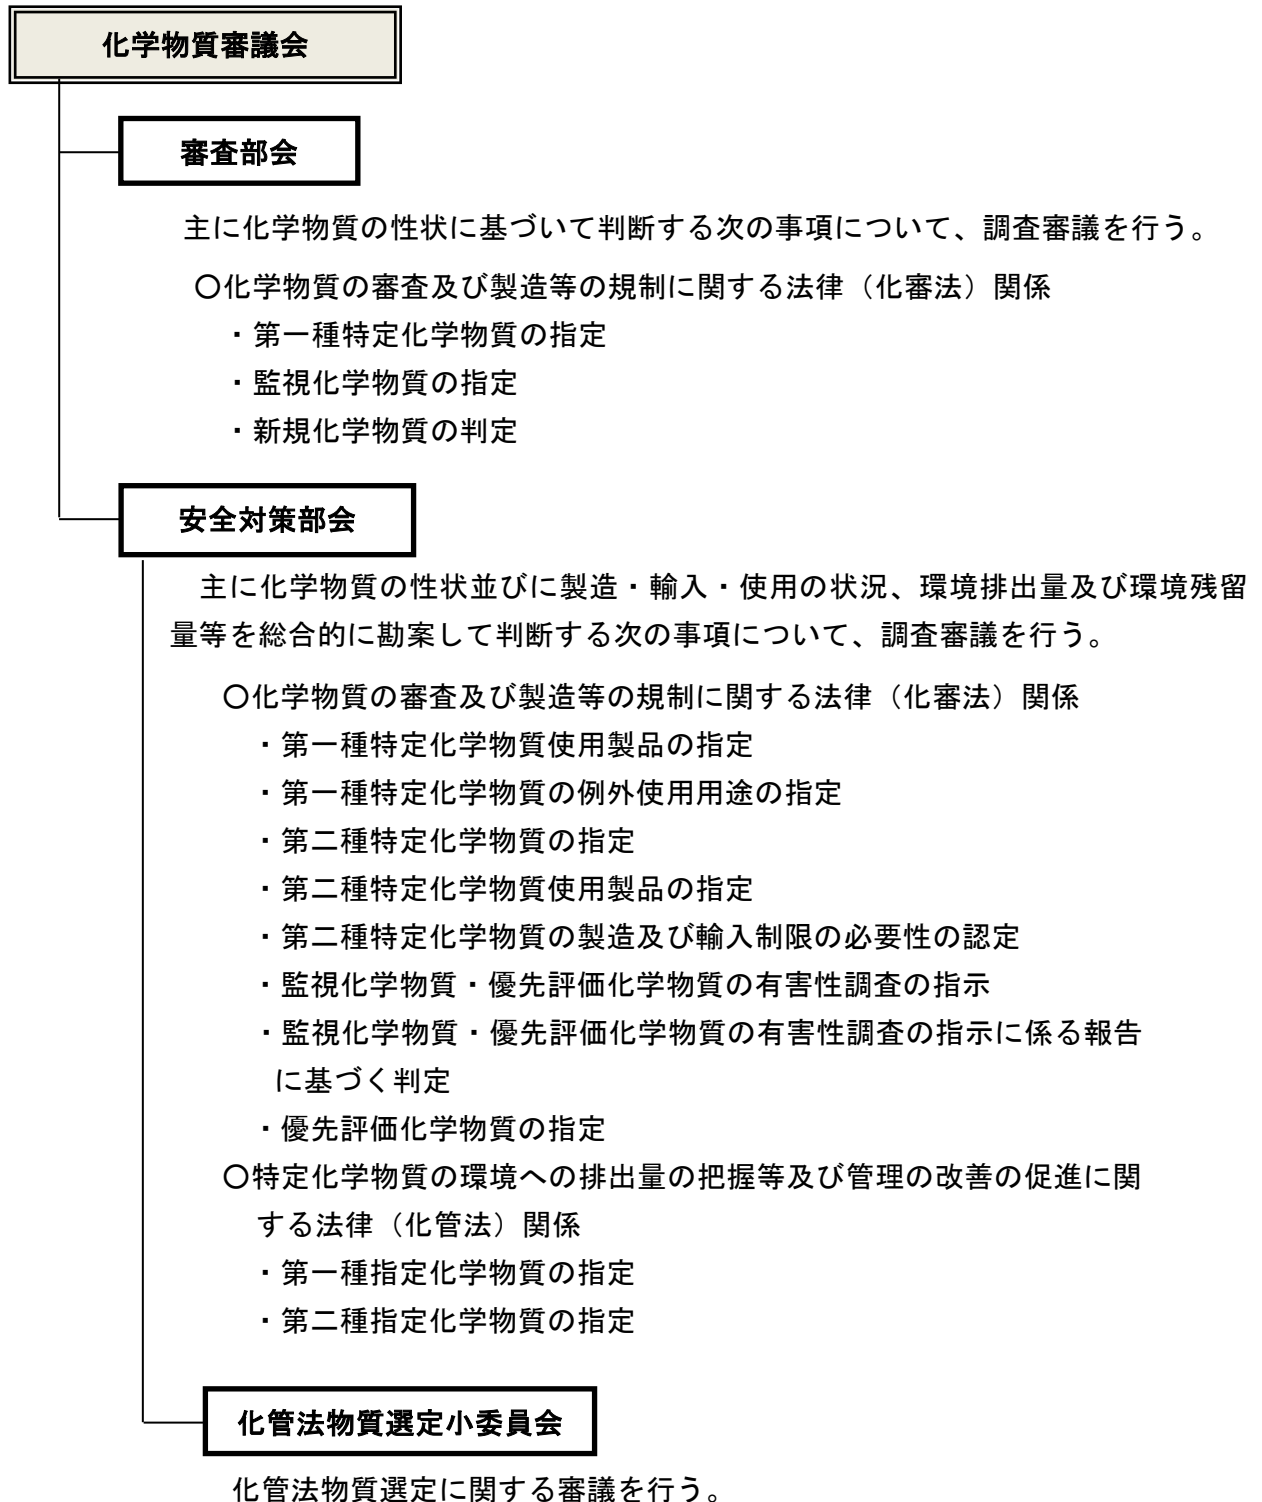 化学物質審議会
審査部会
主に化学物質の性状に基づいて判断する次の事項について、調査審議を行う。
〇化学物質の審査及び製造等の規制に関する法律（化審法）関係
・第一種特定化学物質の指定
・監視化学物質の指定
・新規化学物質の判定
安全対策部会
主に化学物質の性状並びに製造・輸入・使用の状況、環境排出量及び環境残留
量等を総合的に勘案して判断する次の事項について、調査審議を行う。
〇化学物質の審査及び製造等の規制に関する法律（化審法）関係
・第一種特定化学物質使用製品の指定
・第一種特定化学物質の例外使用用途の指定
・第二種特定化学物質の指定
・第二種特定化学物質使用製品の指定
・第二種特定化学物質の製造及び輸入制限の必要性の認定
・監視化学物質・優先評価化学物質の有害性調査の指示
・監視化学物質・優先評価化学物質の有害性調査の指示に係る報告
に基づく判定
・優先評価化学物質の指定
〇特定化学物質の環境への排出量の把握等及び管理の改善の促進に関
する法律（化管法）関係
・第一種指定化学物質の指定
・第二種指定化学物質の指定
化管法物質選定小委員会
化管法物質選定に関する審議を行う。